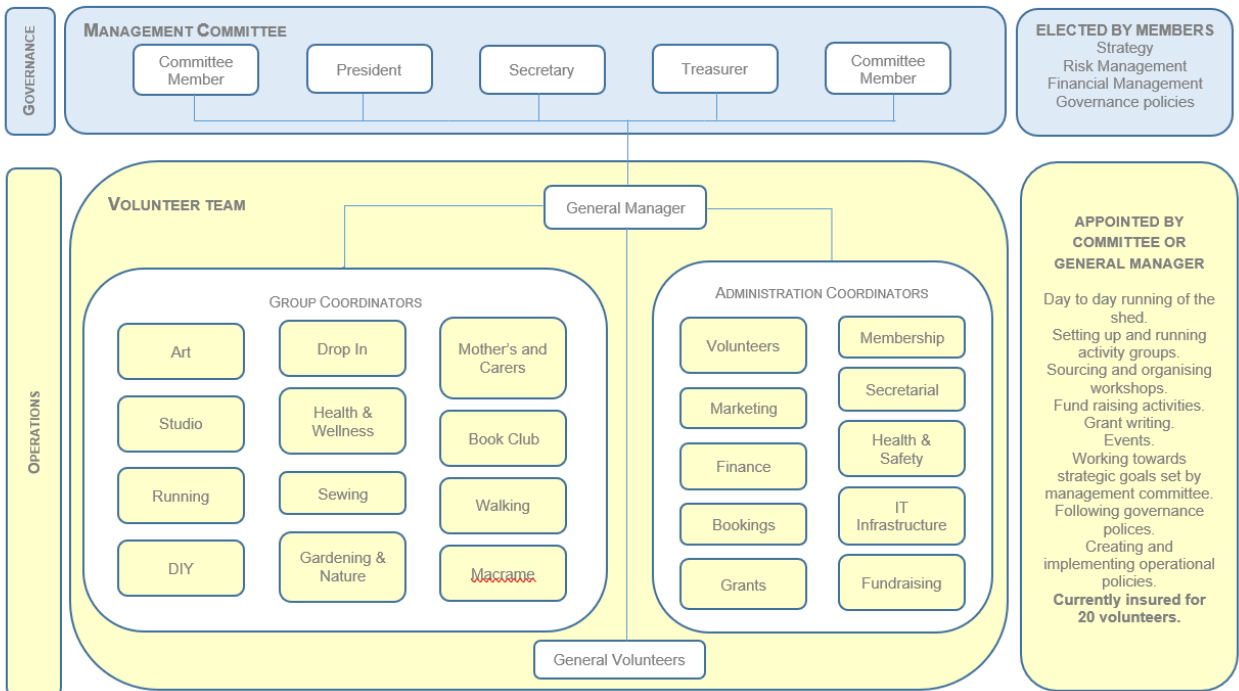 GOVERNANCE
MANAGEMENT COMMITTEE
Committee
Member
President
Secretary
Treasurer
Committee
Member
ELECTED BY MEMBERS
Strategy
Risk Management
Financial Management
Governance policies
OPERATIONS
VOLUNTEER TEAM
General Manager
GROUP COORDINATORS
Art
Studio
Running
DIY
Drop In
Health &
Wellness
Sewing
Gardening &
Nature
Mother's and
Carers
Book Club
Walking
Macrame
ADMINISTRATION COORDINATORS
Volunteers
Marketing
Finance
Bookings
Grants
Membership
Secretarial
Health &
Safety
IT
Infrastructure
Fundraising
General Volunteers
APPOINTED BY
COMMITTEE OR
GENERAL MANAGER
Day to day running of the
shed.
Setting up and running
activity groups.
Sourcing and organising
workshops.
Fund raising activities.
Grant writing.
Events.
Working towards
strategic goals set by
management committee.
Following governance
polices.
Creating and
implementing operational
policies.
Currently insured for
20 volunteers.